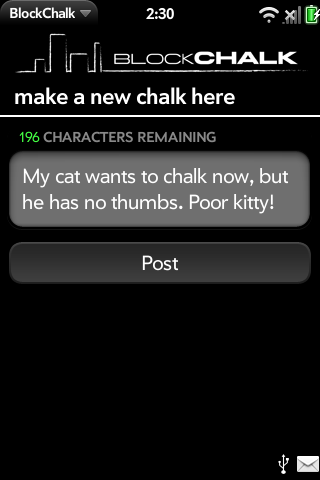 BlockChalk 2:30
BLOCKCHALK
make a new chalk here
196 CHARACTERS REMAINING
My cat wants to chalk now, but
he has no thumbs. Poor kitty!
Post